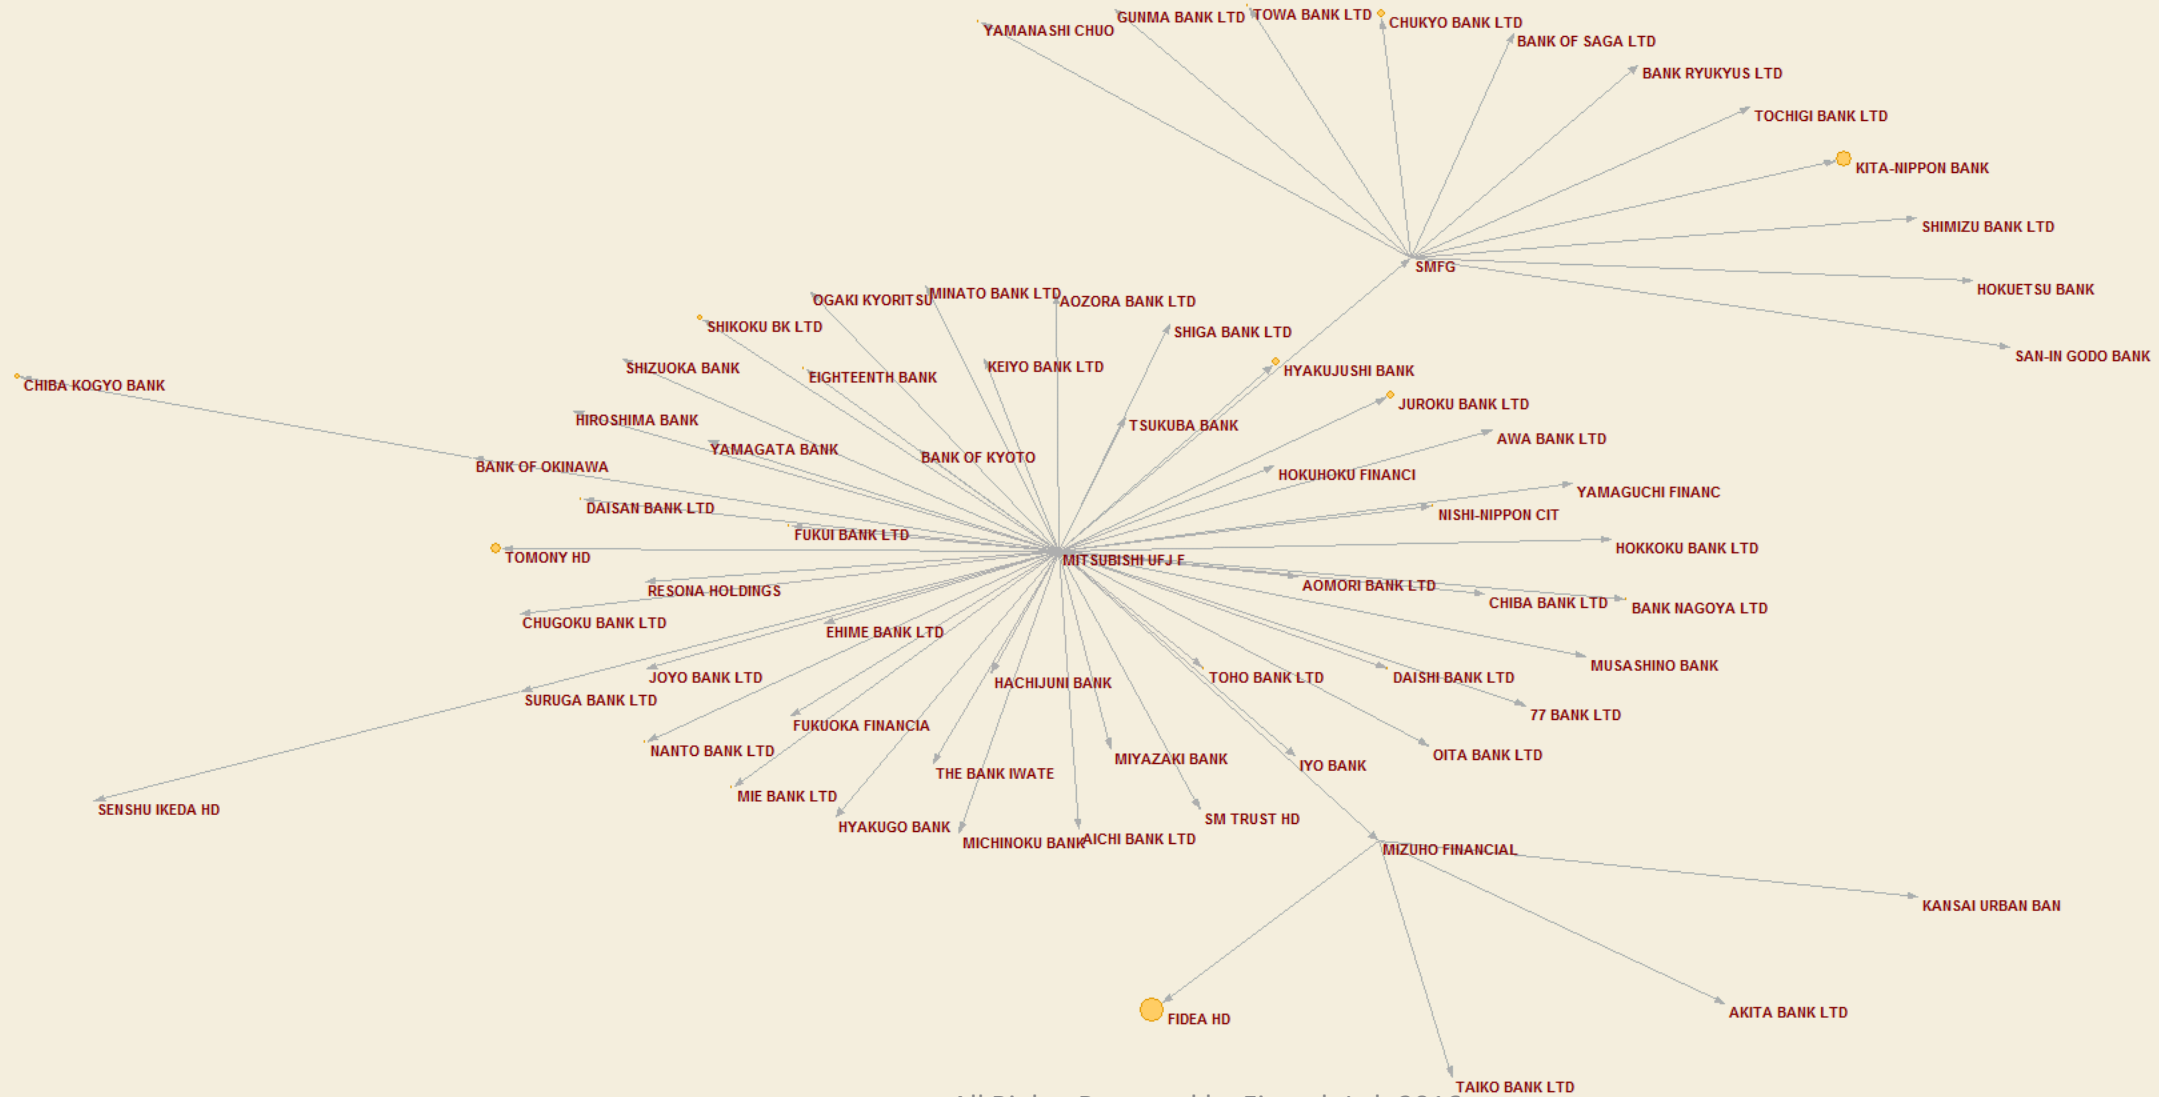 YAMANASHI CHUO
GUNMA BANK LTD
TOWA BANK LTD
CHUKYO BANK LTD
BANK OF SAGA LTD
BANK RYUKYUS LTD
TOCHIGI BANK LTD
KITA-NIPPON BANK
SHIMIZU BANK LTD
SMFG
HOKUETSU BANK
SAN-IN GODO BANK
OGAKI KYORITSU
MINATO BANK LTD
AOZORA BANK LTD
SHIKOKU BK LTD
SHIGA BANK LTD
SHIZUOKA BANK
EIGHTEENTH BANK
KEIYO BANK LTD
HYAKUJUSHI BANK
CHIBA KOGYO BANK
JUROKU BANK LTD
HIROSHIMA BANK
TSUKUBA BANK
AWA BANK LTD
YAMAGATA BANK
BANK OF KYOTO
BANK OF OKINAWA
HOKUHOKU FINANCI
YAMAGUCHI FINANC
DAISAN BANK LTD
NISHI-NIPPON CIT
FUKUI BANK LTD
HOKKOKU BANK LTD
TOMONY HD
MITSUBISHI UFJ F
RESONA HOLDINGS
AOMORI BANK LTD
CHIBA BANK LTD
BANK NAGOYA LTD
CHUGOKU BANK LTD
EHIME BANK LTD
MUSASHINO BANK
JOYO BANK LTD
HACHIJUNI BANK
TOHO BANK LTD
DAISHI BANK LTD
SURUGA BANK LTD
77 BANK LTD
FUKUOKA FINANCIA
NANTO BANK LTD
MIYAZAKI BANK
OITA BANK LTD
THE BANK IWATE
IYO BANK
MIE BANK LTD
SENSHU IKEDA HD
SM TRUST HD
HYAKUGO BANK
MICHINOKU BANK
AICHI BANK LTD
MIZUHO FINANCIAL
KANSAI URBAN BAN
AKITA BANK LTD
FIDEA HD
TAIKO BANK LTD